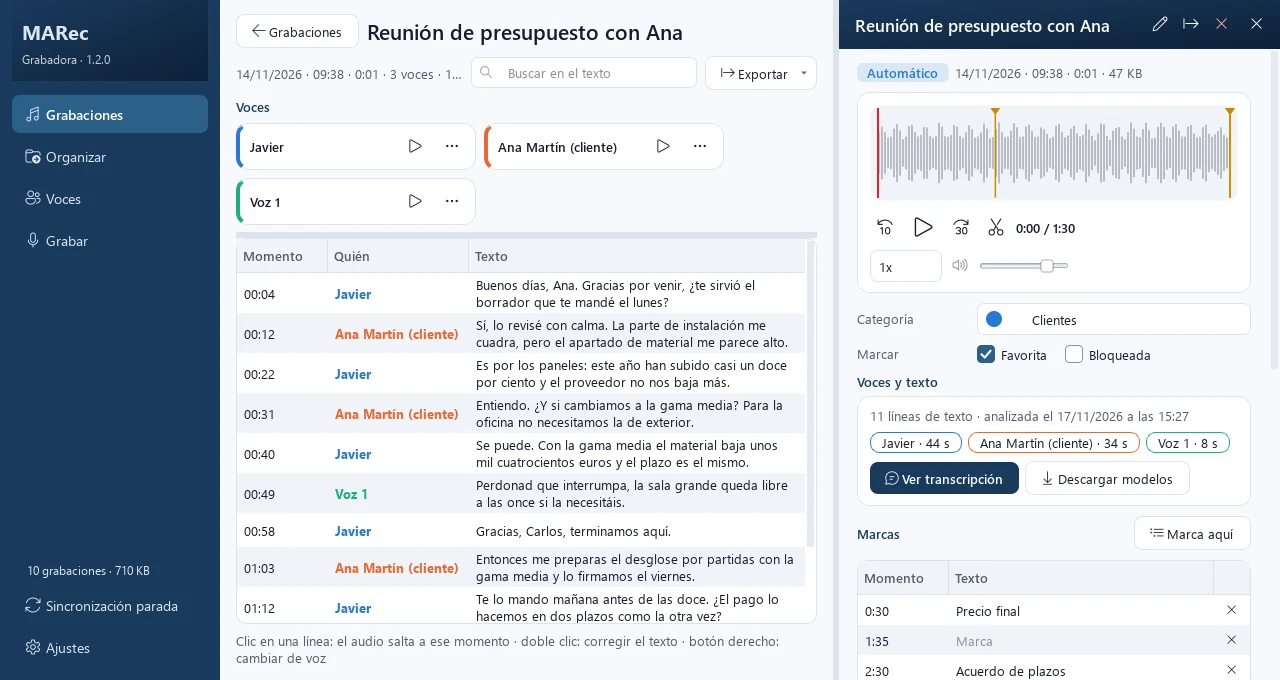 MARec
Grabadora · 1.2.0
Grabaciones
Organizar
Voces
Grabar
10 grabaciones · 710 KB
Sincronización parada
Ajustes
Grabaciones
Reunión de presupuesto con Ana
14/11/2026 · 09:38 · 0:01 · 3 voces · 1...
Buscar en el texto
Exportar
Voces
Javier
Ana Martín (cliente)
Voz 1
Momento Quién Texto
00:04 Javier Buenos días, Ana. Gracias por venir, ¿te sirvió el
borrador que te mandé el lunes?
00:12 Ana Martín (cliente) Sí, lo revisé con calma. La parte de instalación me
cuadra, pero el apartado de material me parece alto.
00:22 Javier Es por los paneles: este año han subido casi un doce
por ciento y el proveedor no nos baja más.
00:31 Ana Martín (cliente) Entiendo. ¿Y si cambiamos a la gama media? Para la
oficina no necesitamos la de exterior.
00:40 Javier Se puede. Con la gama media el material baja unos
mil cuatrocientos euros y el plazo es el mismo.
00:49 Voz 1 Perdonad que interrumpa, la sala grande queda libre
a las once si la necesitáis.
00:58 Javier Gracias, Carlos, terminamos aquí.
01:03 Ana Martín (cliente) Entonces me preparas el desglose por partidas con la
gama media y lo firmamos el viernes.
01:12 Javier Te lo mando mañana antes de las doce. ¿El pago lo
hacemos en dos plazos como la otra vez?
Clic en una línea: el audio salta a ese momento · doble clic: corregir el texto · botón derecho:
cambiar de voz
Reunión de presupuesto con Ana
Automático 14/11/2026 · 09:38 · 0:01 · 47 KB
10 30 0:00 / 1:30
1x
Categoría Clientes
Marcar Favorita Bloqueada
Voces y texto
11 líneas de texto · analizada el 17/11/2026 a las 15:27
Javier · 44 s Ana Martín (cliente) · 34 s Voz 1 · 8 s
Ver transcripción Descargar modelos
Marcas Marca aquí
Momento Texto
0:30 Precio final
1:35 Marca
2:30 Acuerdo de plazos